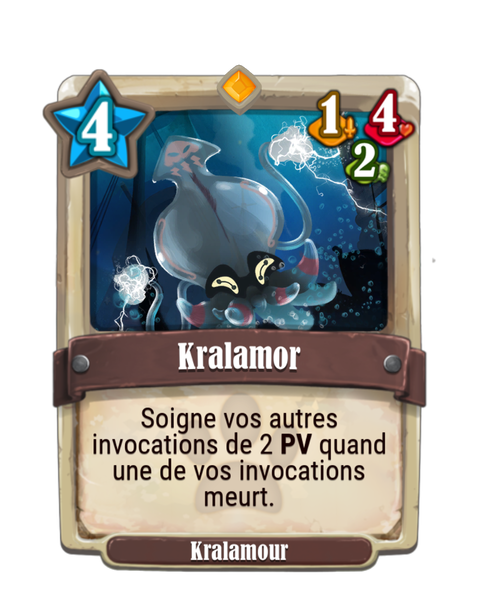 4
1
4
2
Kralamor
Soigne vos autres
invocations de 2 PV quand
une de vos invocations
meurt.
Kralamour